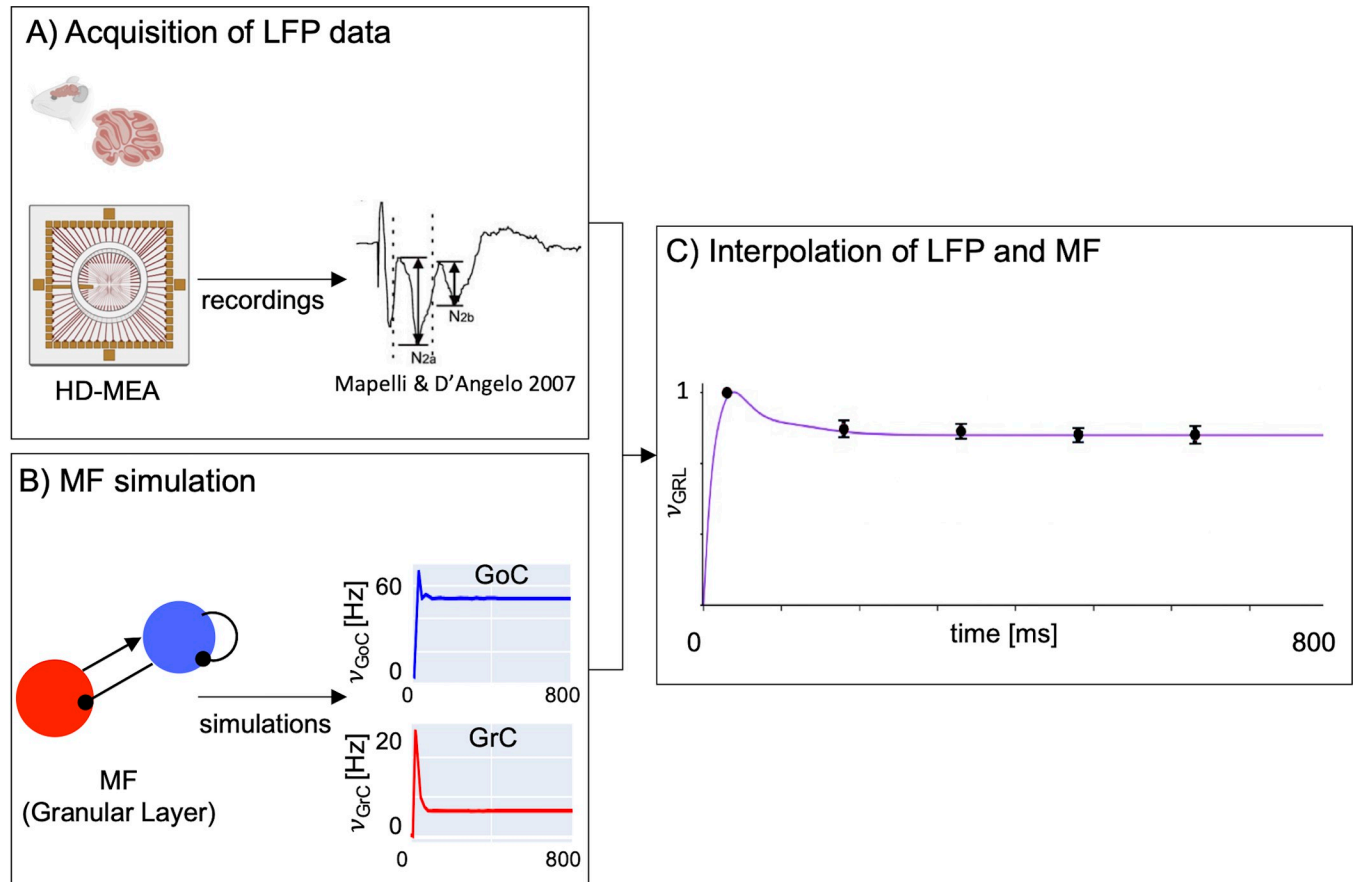 A) Acquisition of LFP data
recordings
HD-MEA
N2a
N2b
Mapelli & D'Angelo 2007
B) MF simulation
MF
(Granular Layer)
simulations
GoC
νGoC [Hz]
60
0
0
800
GrC
νGrC [Hz]
20
0
0
800
C) Interpolation of LFP and MF
1
νGRL
0
time [ms]
800